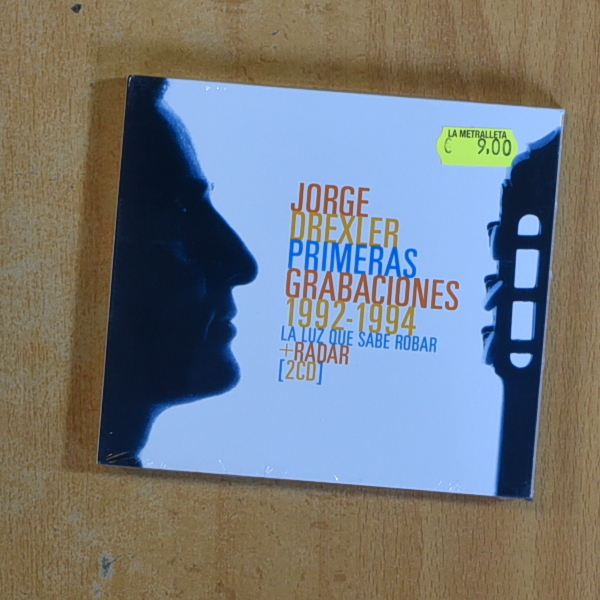 LA METRALLETA
€ 9,00
JORGE
DREXLER
PRIMERAS
GRABACIONES
1992-1994
LA LUZ QUE SABE ROBAR
+RADAR
[2CD]